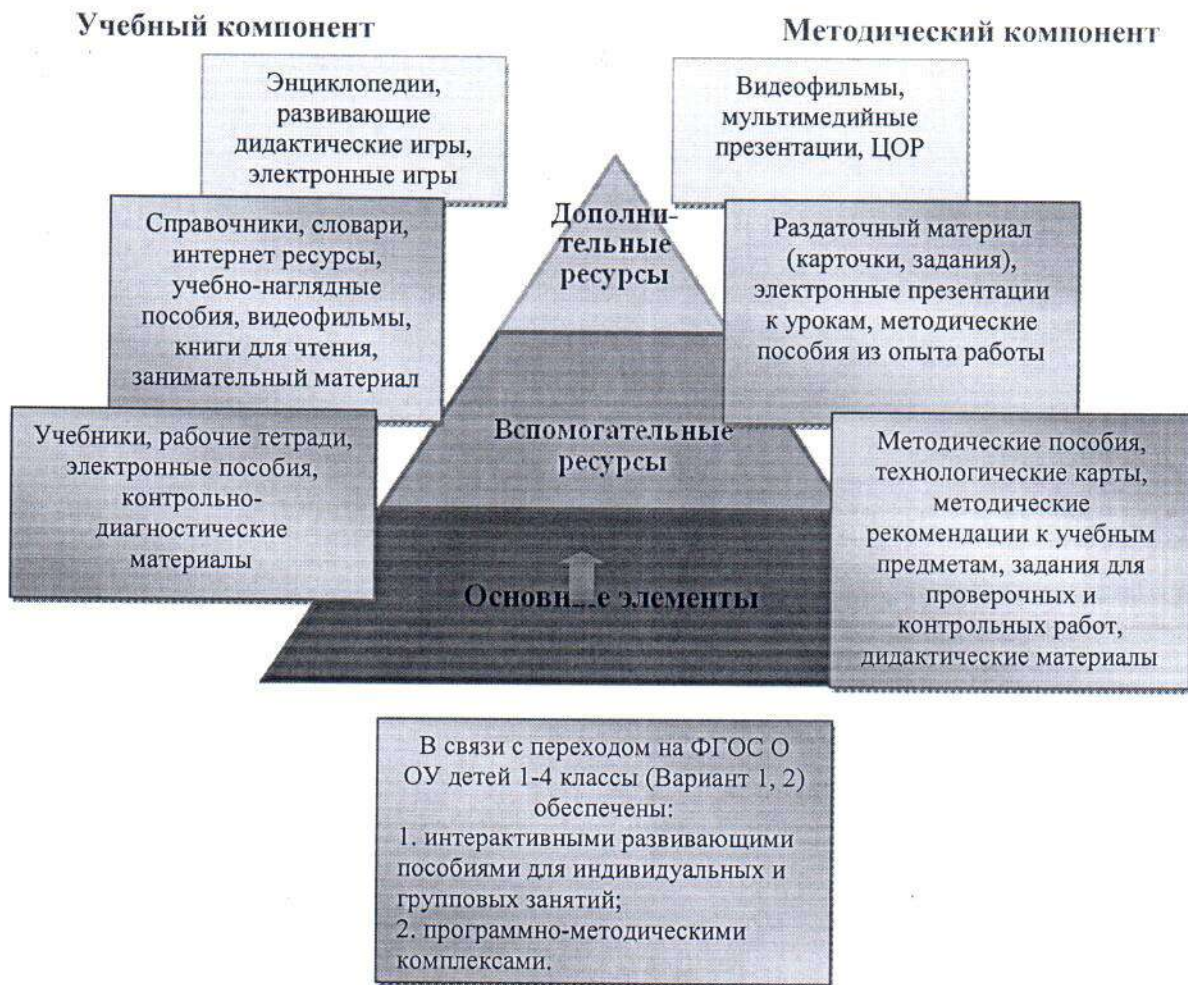 Учебный компонент
Методический компонент
Энциклопедии,
развивающие
дидактические игры,
электронные игры
Видеофильмы,
мультимедийные
презентации, ЦОР
Дополни-
тельные
ресурсы
Справочники, словари,
интернет ресурсы,
учебно-наглядные
пособия, видеофильмы,
книги для чтения,
занимательный материал
Раздаточный материал
(карточки, задания),
электронные презентации
к урокам, методические
пособия из опыта работы
Вспомогательные
ресурсы
Учебники, рабочие тетради,
электронные пособия,
контрольно-
диагностические
материалы
Методические пособия,
технологические карты,
методические
рекомендации к учебным
предметам, задания для
проверочных и
контрольных работ,
дидактические материалы
Основные элементы
В связи с переходом на ФГОС О
ОУ детей 1-4 классы (Вариант 1, 2)
обеспечены:
1. интерактивными развивающими
пособиями для индивидуальных и
групповых занятий;
2. программно-методическими
комплексами.